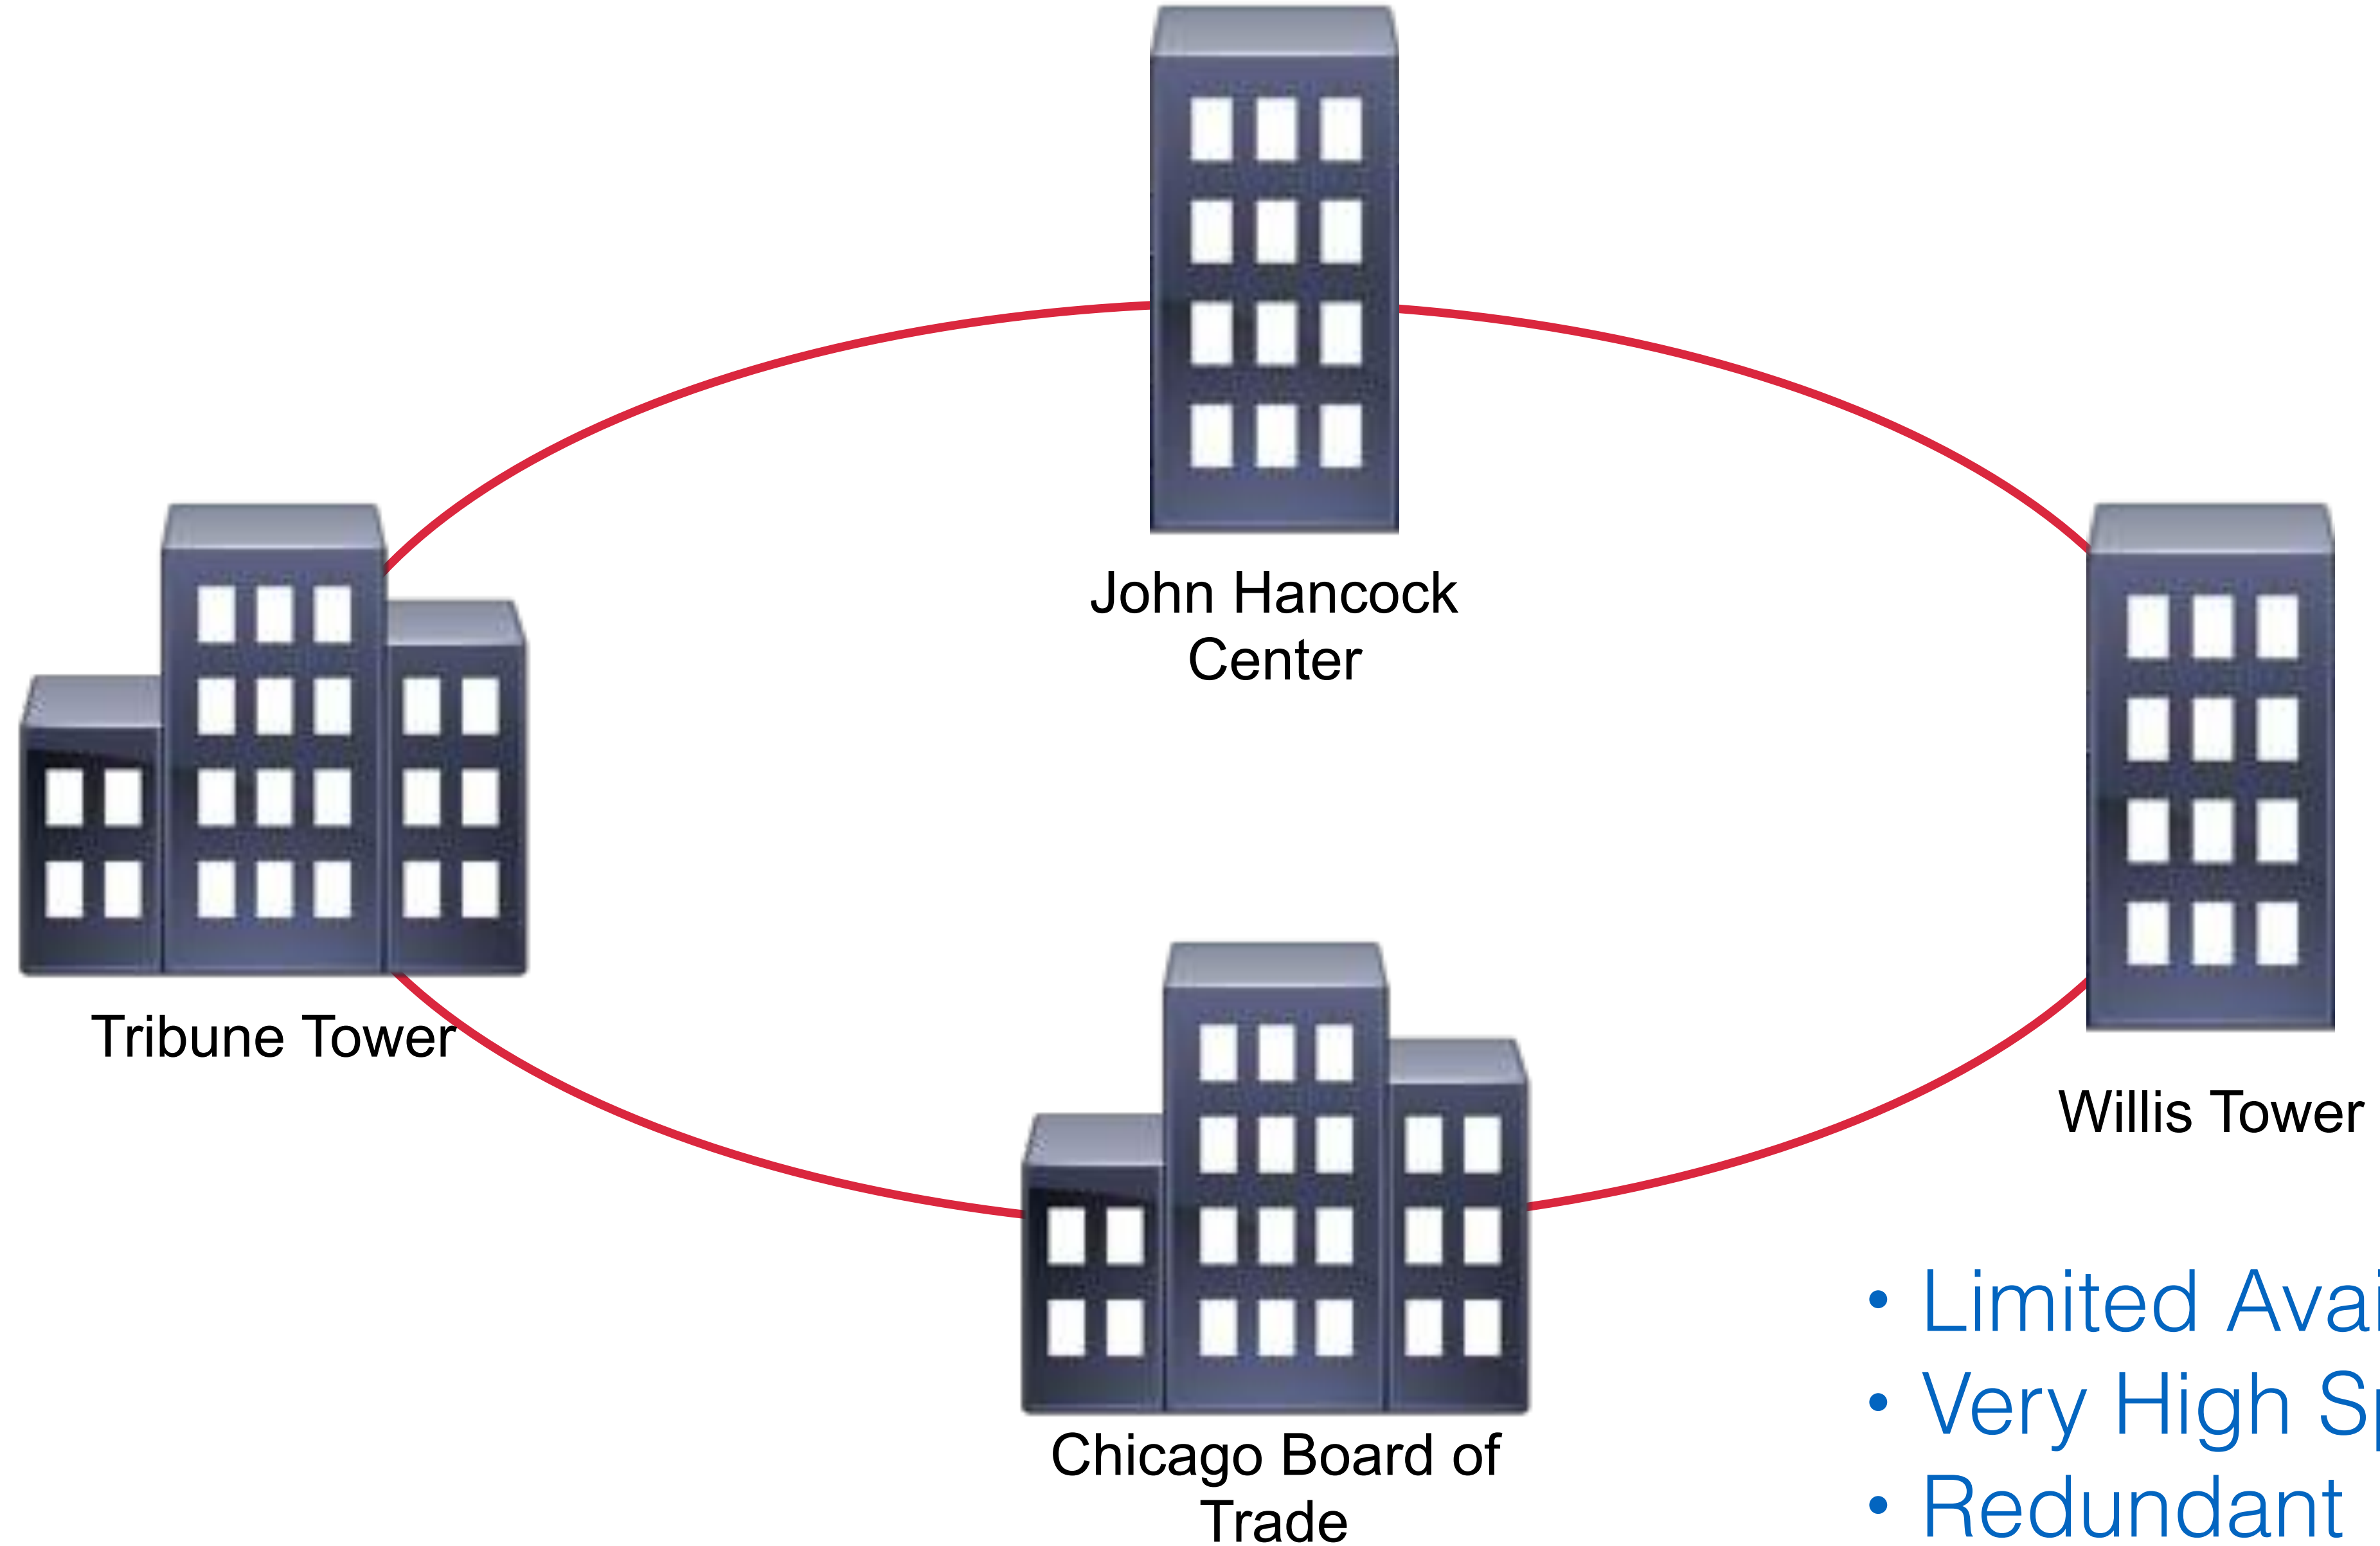 John Hancock
Center
Tribune Tower
Willis Tower
Chicago Board of
Trade
• Limited
• Very High
• Redundant